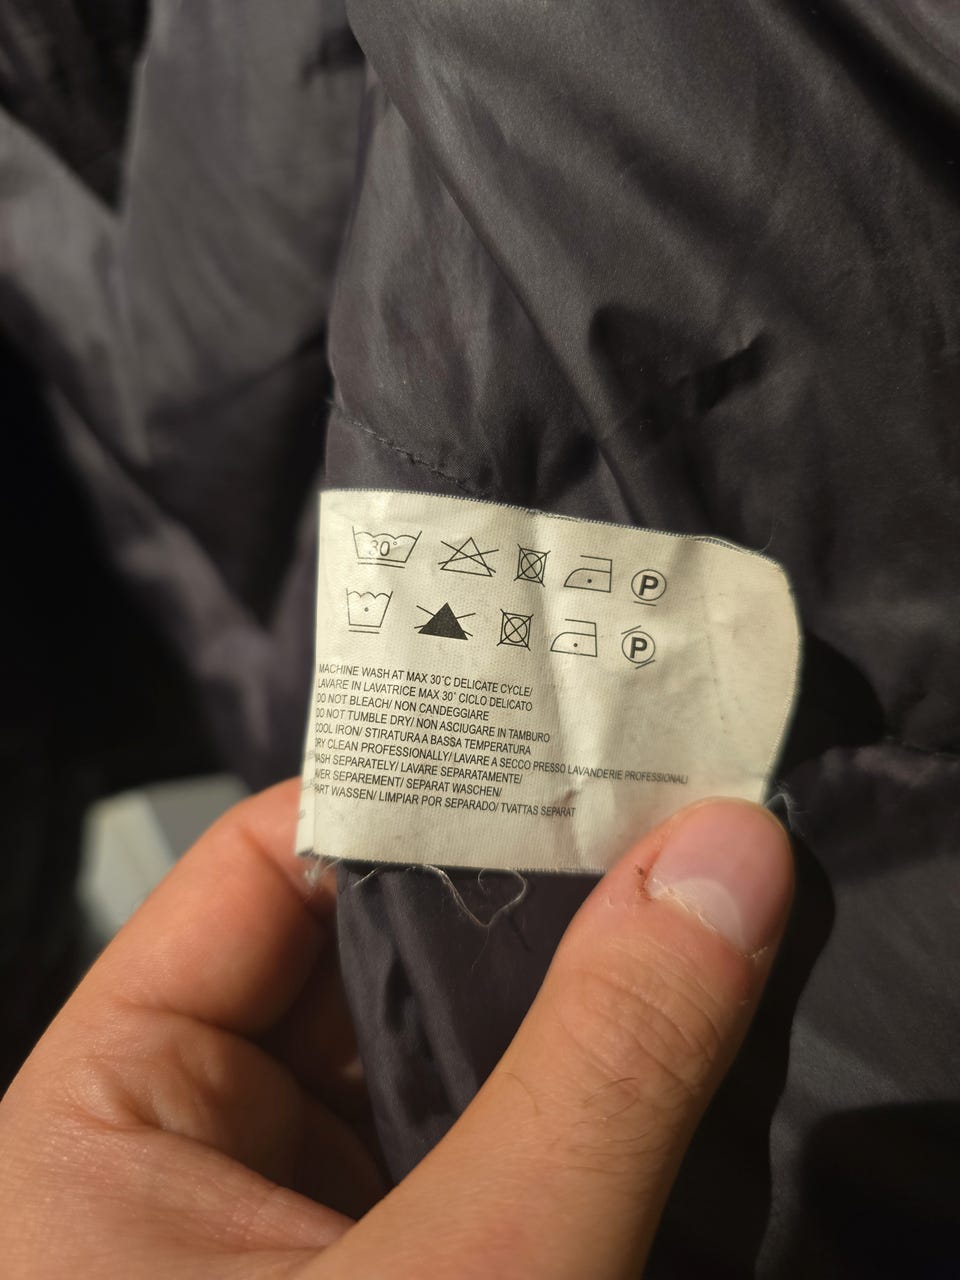 30°
P
P
MACHINE WASH AT MAX 30°C DELICATE CYCLE/
LAVARE IN LAVATRICE MAX 30° CICLO DELICATO
DO NOT BLEACH/ NON CANDEGGIARE
DO NOT TUMBLE DRY/ NON ASCIUGARE IN TAMBURO
COOL IRON/ STIRATURA A BASSA TEMPERATURA
DRY CLEAN PROFESSIONALLY/ LAVARE A SECCO PRESSO LAVANDERIE PROFESSIONALI
WASH SEPARATELY/ LAVARE SEPARATAMENTE/
AVER SEPAREMENT/ SEPARAT WASCHEN/
PART WASSEN/ LIMPIAR POR SEPARADO/ TVATTAS SEPARAT